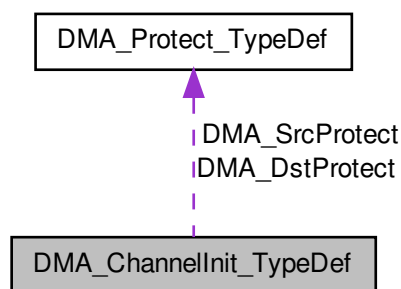 DMA_Protect_TypeDef
DMA_SrcProtect
DMA_DstProtect
DMA_ChannelInit_TypeDef